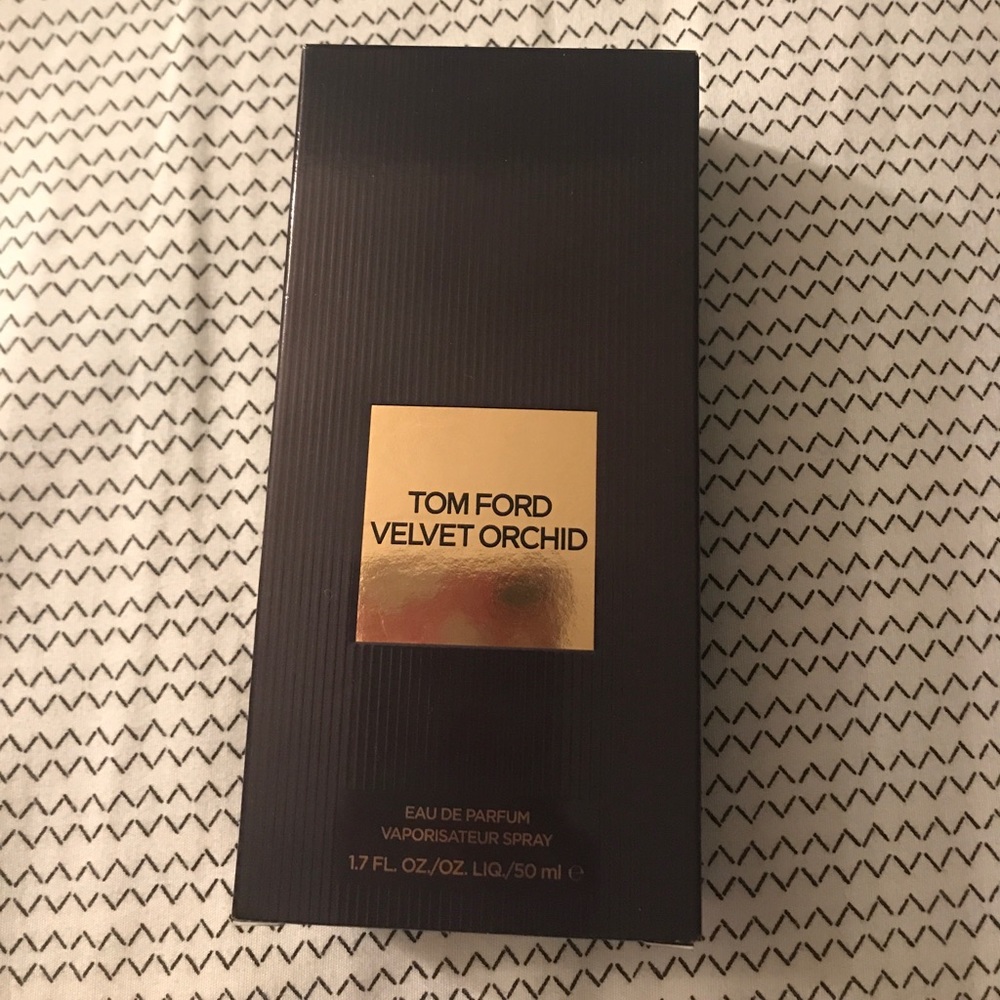 TOM FORD
VELVET ORCHID
EAU DE PARFUM
VAPORISATEUR SPRAY
1.7 FL. OZ./OZ. LIQ./50 ml ℮